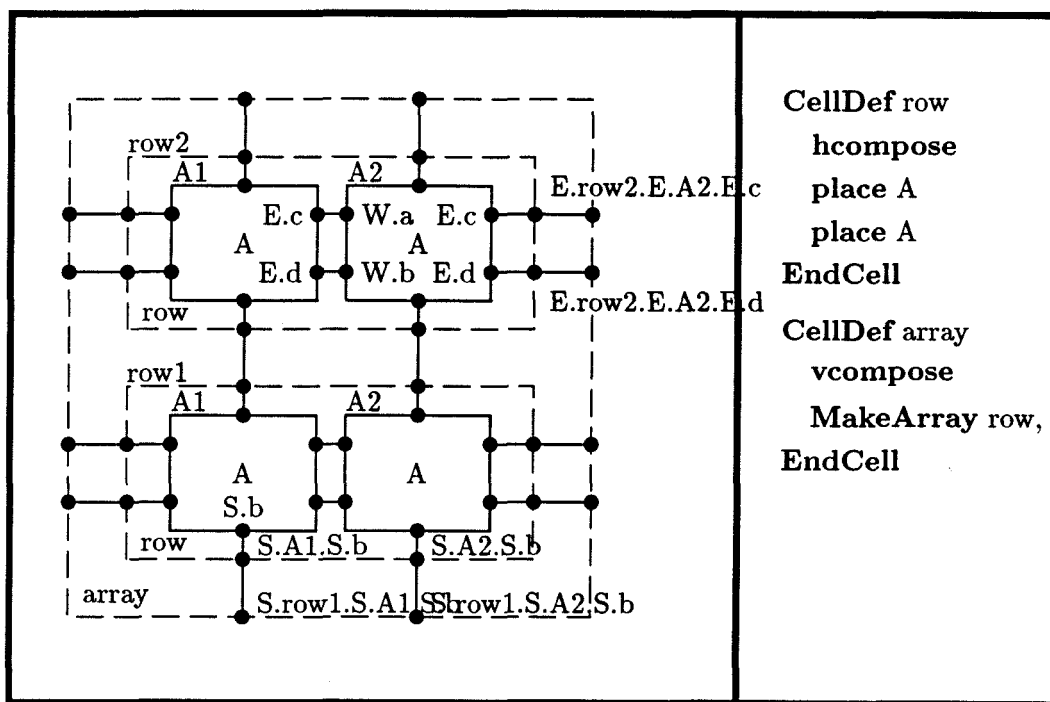 row2
A1 A2
E.row2.E.A2.E.c
E.c W.a E.c
A A
E.d W.b E.d
row
E.row2.E.A2.E.d
row1
A1 A2
A A
S.b
row S.A1.S.b S.A2.S.b
array
S.row1.S.A1.S.b S.row1.S.A2.S.b
CellDef row
hcompose
place A
place A
EndCell
CellDef array
vcompose
MakeArray row,
EndCell